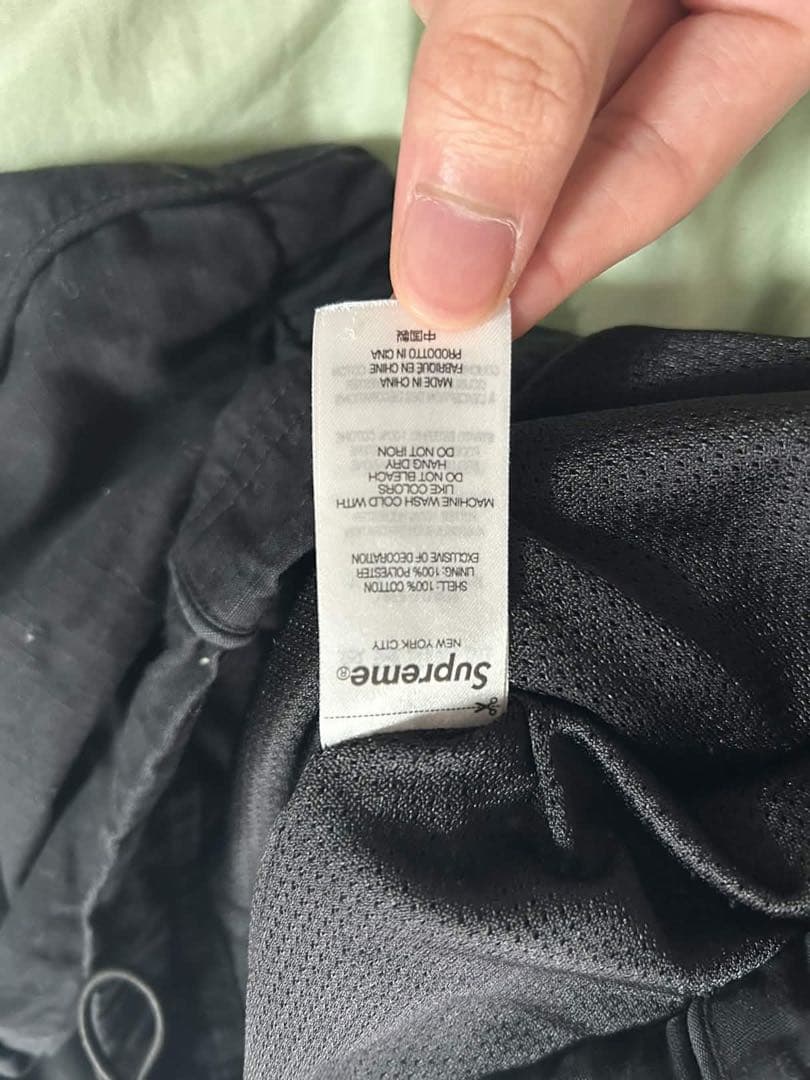 Supreme®
NEW YORK CITY
SHELL: 100% COTTON
LINING: 100% POLYESTER
EXCLUSIVE OF DECORATION
MACHINE WASH COLD WITH
LIKE COLORS
DO NOT BLEACH
HANG DRY
DO NOT IRON
MADE IN CHINA
FABRIQUÉ EN CHINE
PRODOTTO IN CINA
中国製